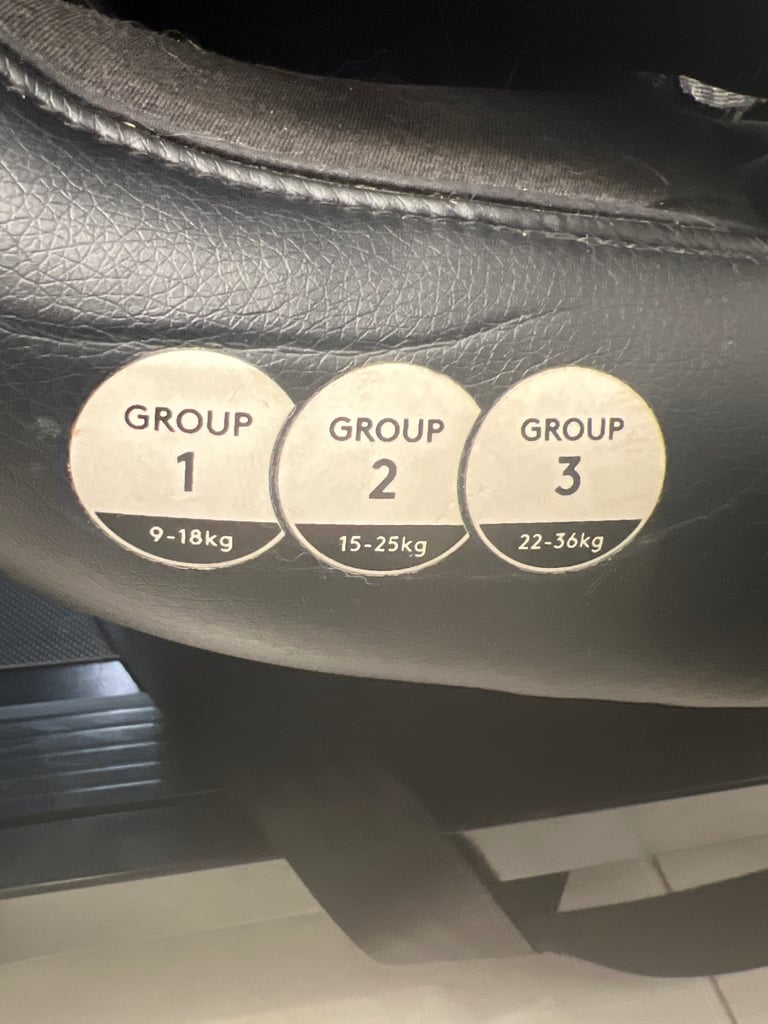 GROUP
1
9-18kg
GROUP
2
15-25kg
GROUP
3
22-36kg